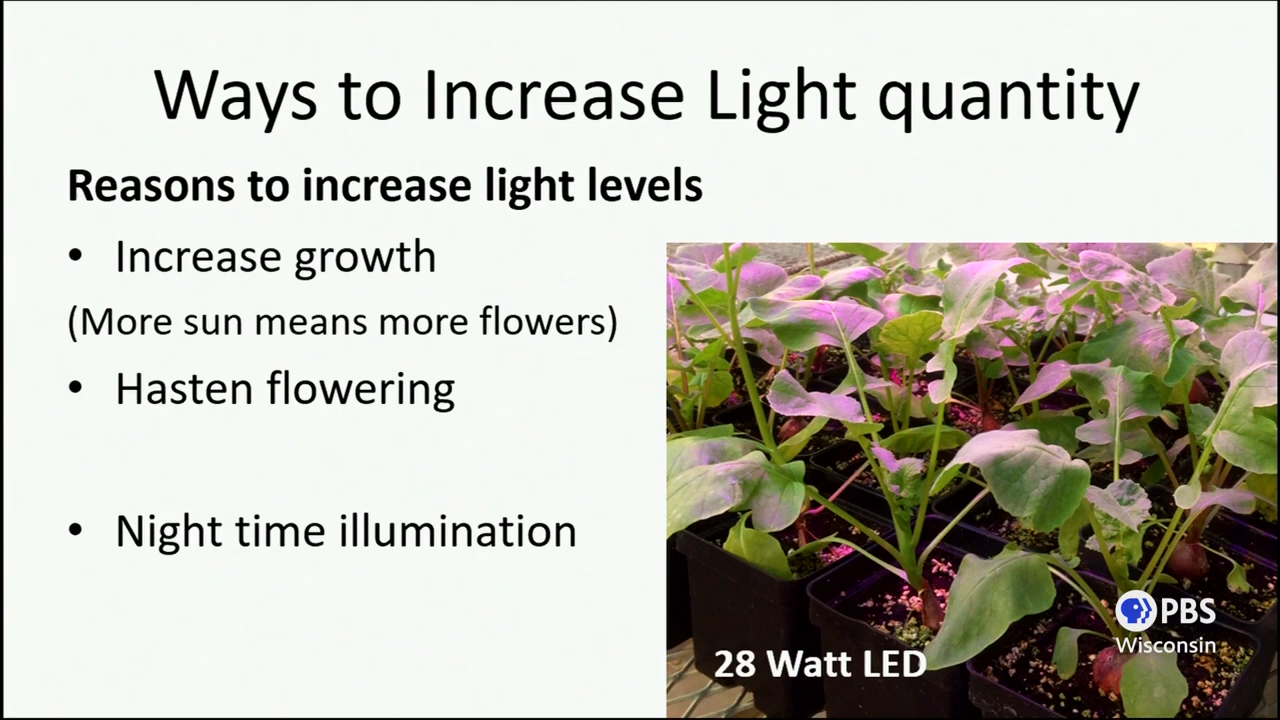 Ways to Increase Light quantity
Reasons to increase light levels
• Increase growth
(More sun means more flowers)
• Hasten flowering
• Night time illumination
28 Watt LED
PBS
Wisconsin